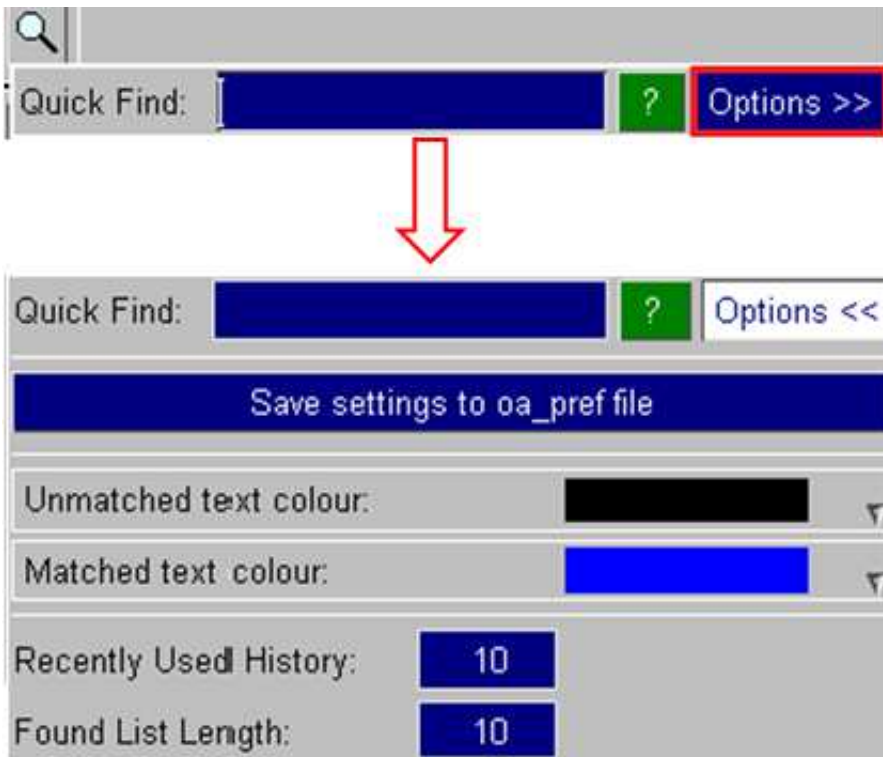 Quick Find: ? Options >>
Quick Find: ? Options <<
Save settings to oa_pref file
Unmatched text colour:
Matched text colour:
Recently Used History: 10
Found List Length: 10